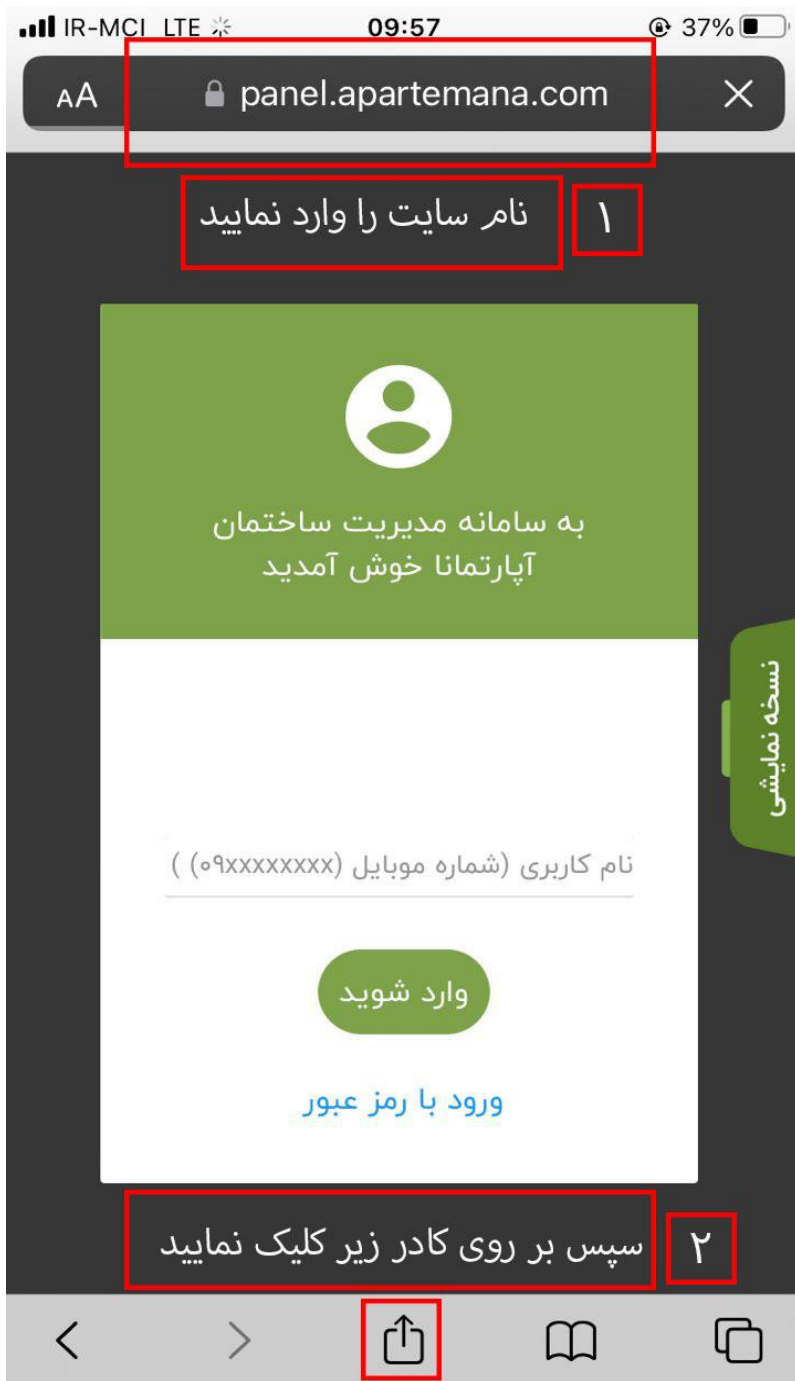 IR-MCI LTE 09:57 37%
AA panel.apartemana.com
۱ نام سایت را وارد نمایید
به سامانه مدیریت ساختمان
آپارتمانا خوش آمدید
نسخه نمایشی
نام کاربری (شماره موبایل (۰۹xxxxxxxxx) )
وارد شوید
ورود با رمز عبور
۲ سپس بر روی کادر زیر کلیک نمایید